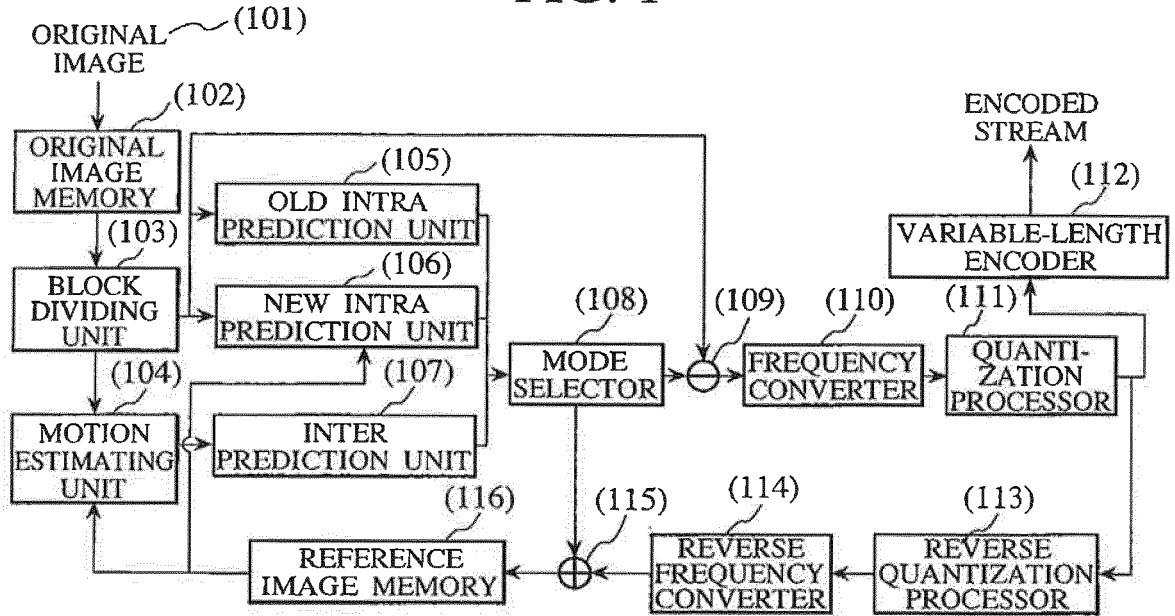 (101)
ORIGINAL
IMAGE
(102)
ORIGINAL
IMAGE
MEMORY
(103)
BLOCK
DIVIDING
UNIT
(104)
MOTION
ESTIMATING
UNIT
(105)
OLD INTRA
PREDICTION UNIT
(106)
NEW INTRA
PREDICTION UNIT
(107)
INTER
PREDICTION UNIT
(108)
MODE
SELECTOR
(109)
(110)
FREQUENCY
CONVERTER
(111)
QUANTI-
ZATION
PROCESSOR
ENCODED
STREAM
(112)
VARIABLE-LENGTH
ENCODER
(113)
REVERSE
QUANTIZATION
PROCESSOR
(114)
REVERSE
FREQUENCY
CONVERTER
(115)
(116)
REFERENCE
IMAGE MEMORY